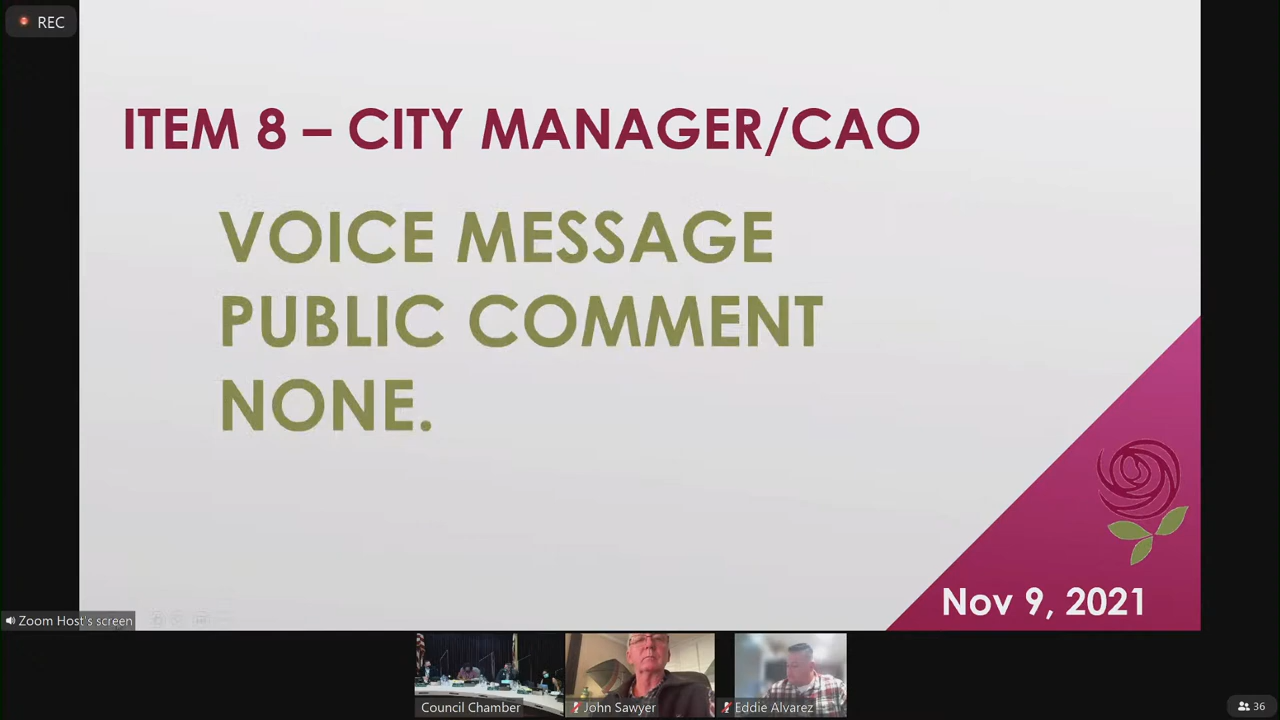 REC
ITEM 8 – CITY MANAGER/CAO
VOICE MESSAGE
PUBLIC COMMENT
NONE.
Nov 9, 2021
Zoom Host's screen
Council Chamber
John Sawyer
Eddie Alvarez
36